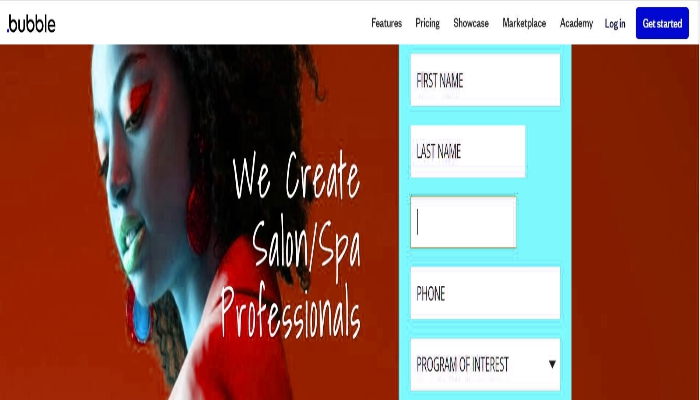 .bubble
Features Pricing Showcase Marketplace Academy Log in Get started
We Create
Salon/Spa
Professionals
FIRST NAME
LAST NAME
PHONE
PROGRAM OF INTEREST